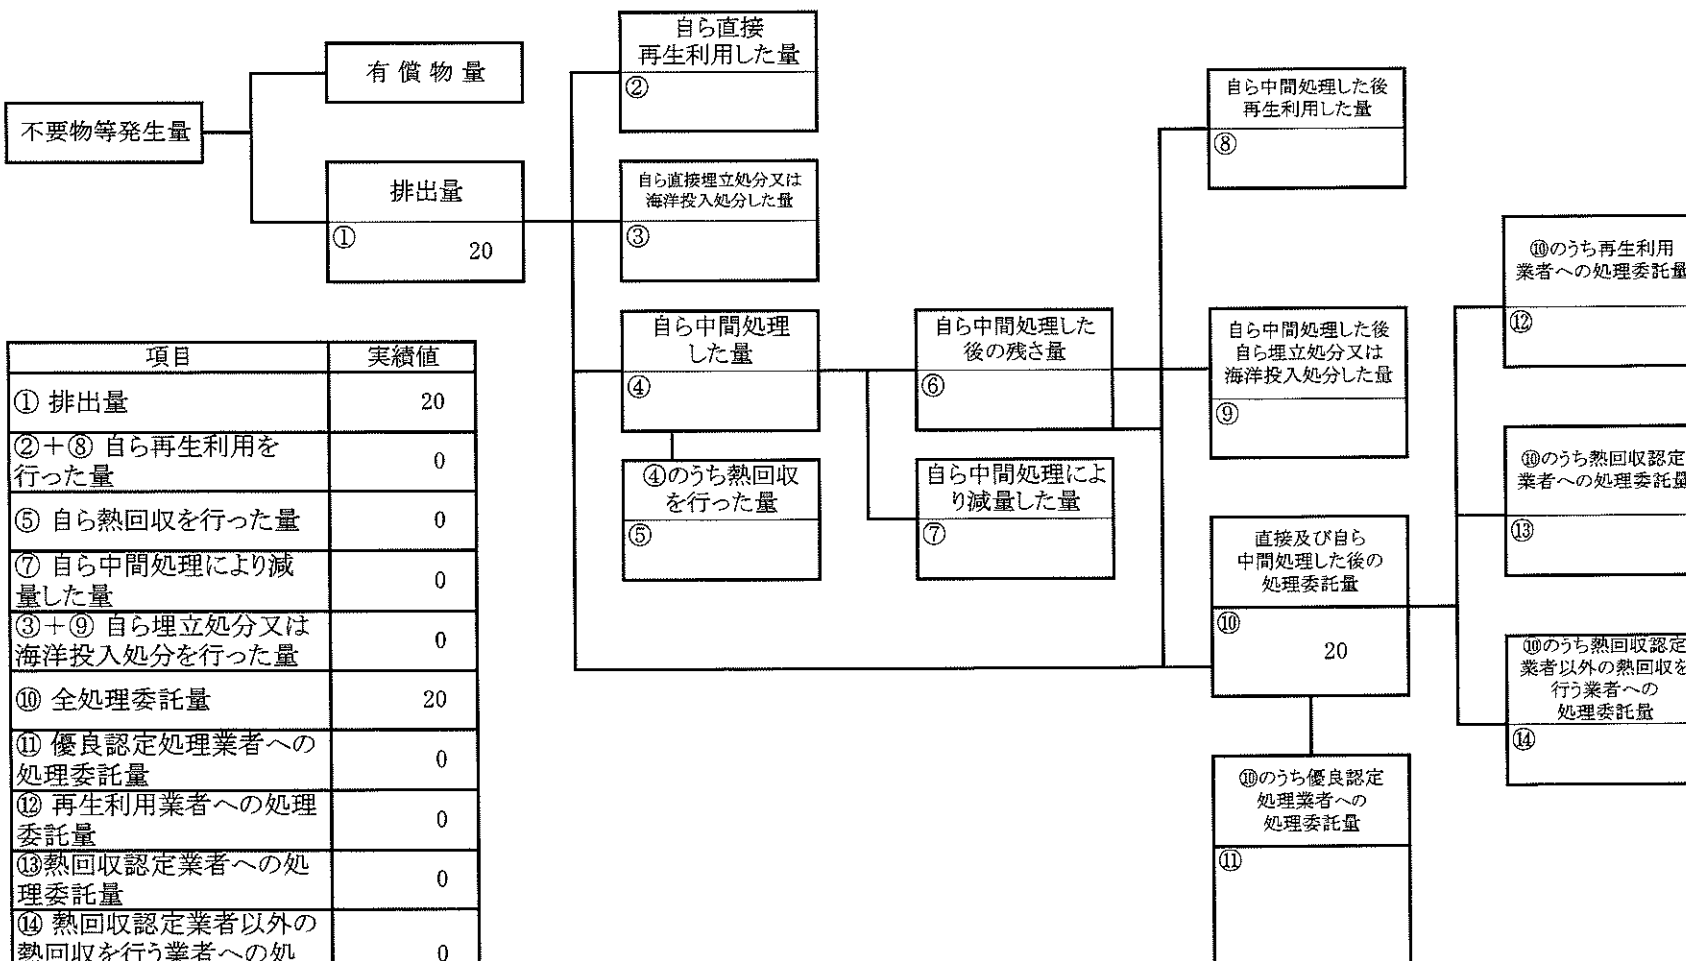 自ら直接
再生利用した量
②
有償物量
不要物等発生量
排出量
①
20
自ら直接埋立処分又は
海洋投入処分した量
③
自ら中間処理
した量
④
④のうち熱回収
を行った量
⑤
自ら中間処理した
後の残さ量
⑥
自ら中間処理によ
り減量した量
⑦
自ら中間処理した後
再生利用した量
⑧
自ら中間処理した後
自ら埋立処分又は
海洋投入処分した量
⑨
直接及び自ら
中間処理した後の
処理委託量
⑩
20
⑩のうち優良認定
処理業者への
処理委託量
⑪
⑩のうち再生利用
業者への処理委託量
⑫
⑩のうち熱回収認定
業者への処理委託量
⑬
⑩のうち熱回収認定
業者以外の熱回収を
行う業者への
処理委託量
⑭
項目 実績値
① 排出量 20
②+⑧ 自ら再生利用を
行った量 0
⑤ 自ら熱回収を行った量 0
⑦ 自ら中間処理により減
量した量 0
③+⑨ 自ら埋立処分又は
海洋投入処分を行った量 0
⑩ 全処理委託量 20
⑪ 優良認定処理業者への
処理委託量 0
⑫ 再生利用業者への処理
委託量 0
⑬熱回収認定業者への処
理委託量 0
⑭ 熱回収認定業者以外の
熱回収を行う業者への処 0